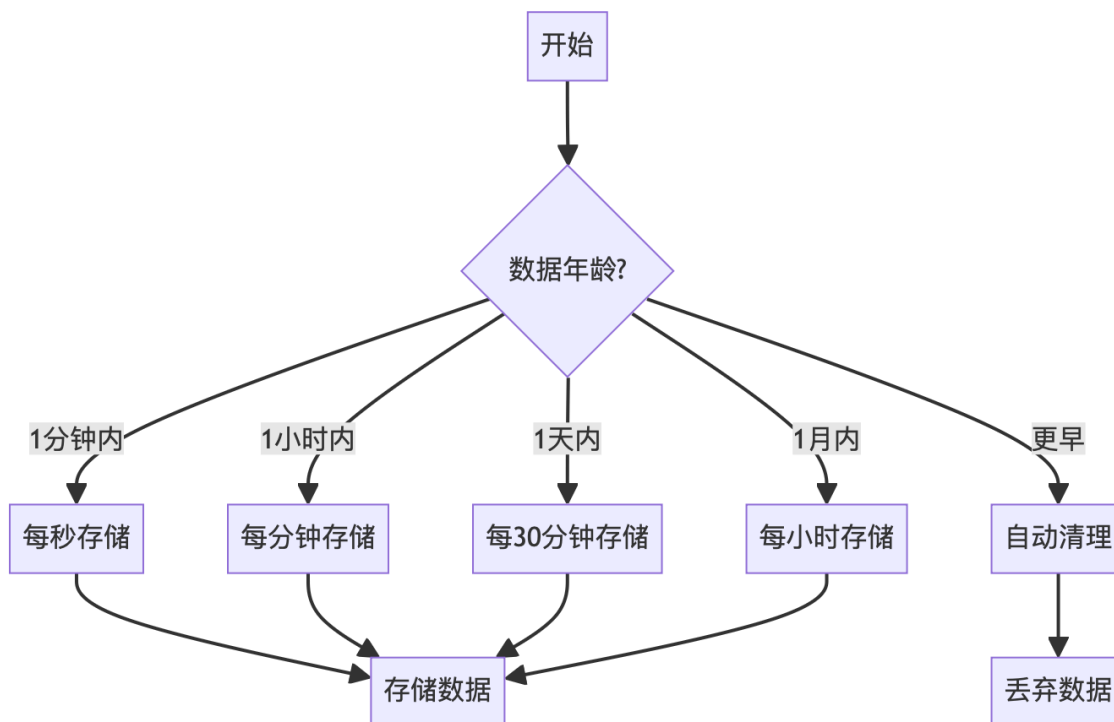 开始
数据年龄?
1分钟内
1小时内
1天内
1月内
更早
每秒存储
每分钟存储
每30分钟存储
每小时存储
自动清理
存储数据
丢弃数据